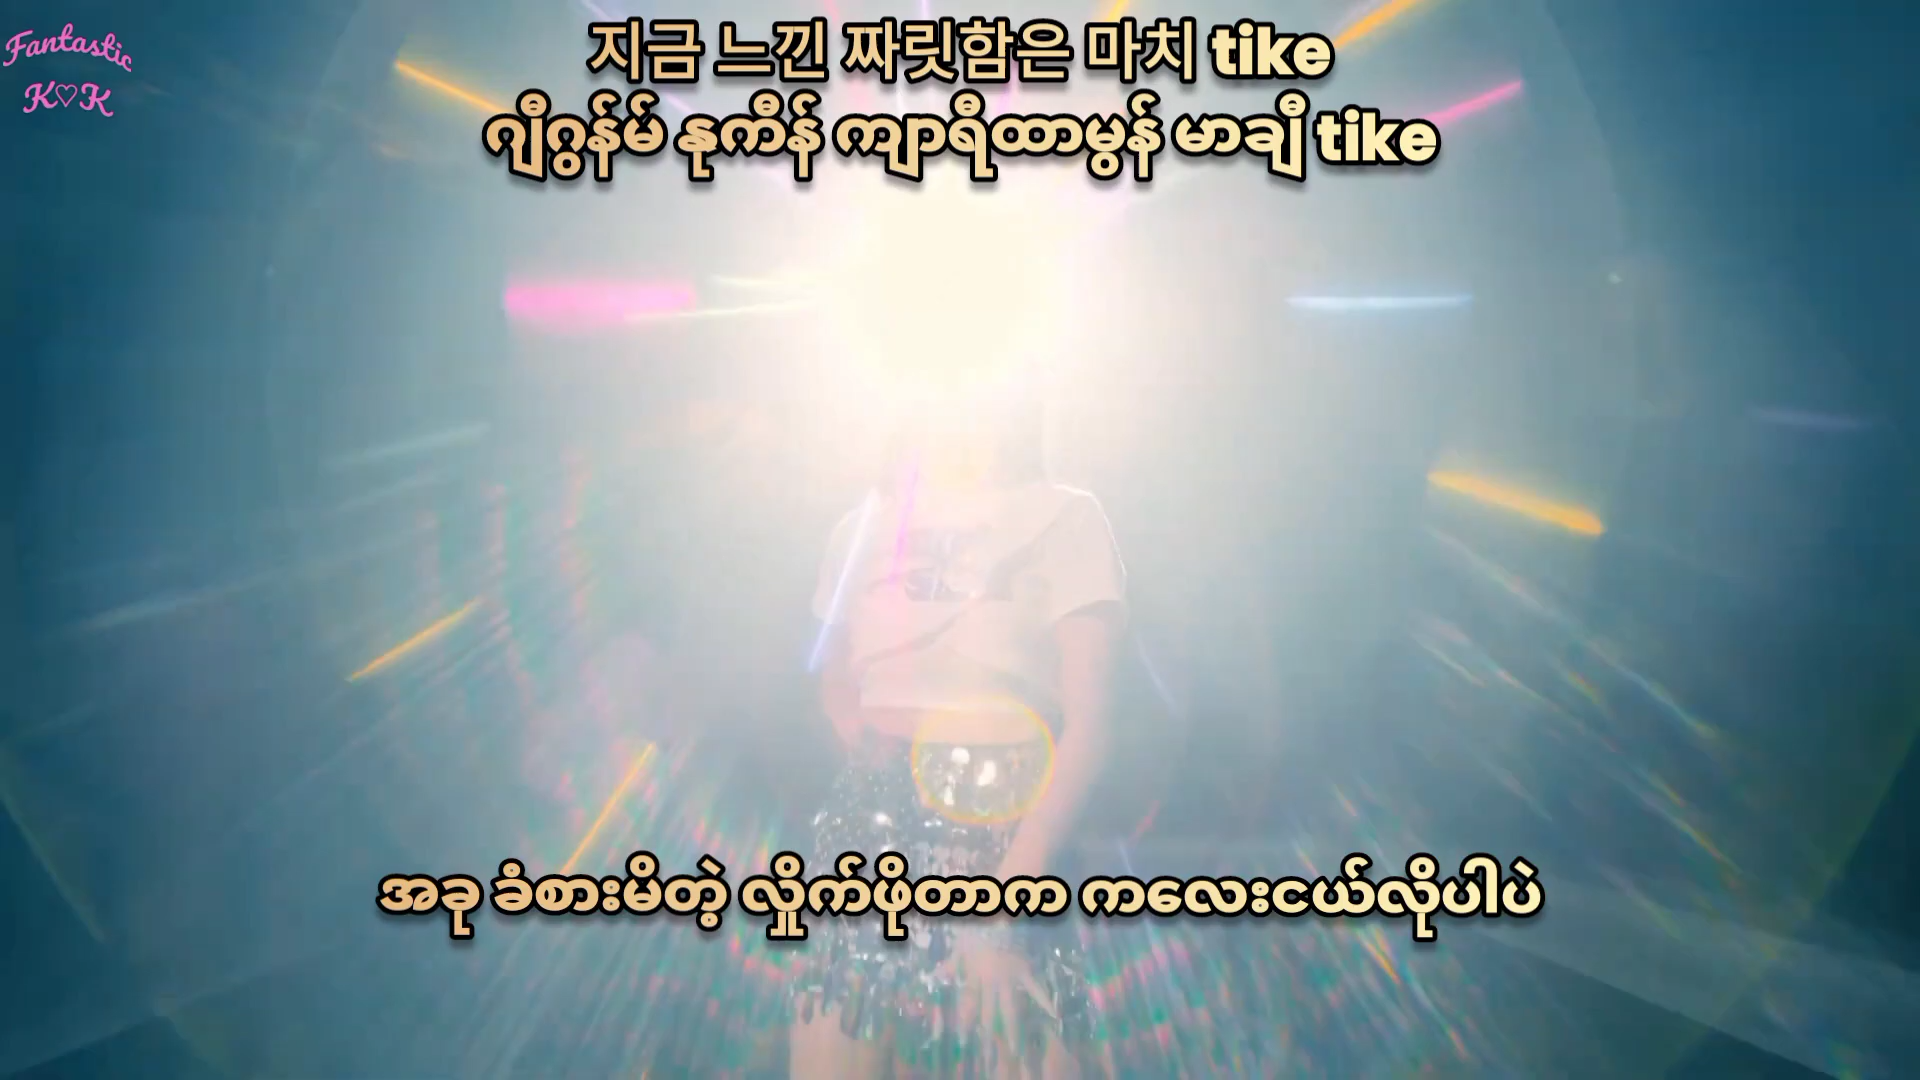 Fantastic
K♡K
지금 느낀 짜릿함은 마치 tike
ဂျီဂွန်မ် နုကီန် ကျာရီထာမွန် မာချီ tike
အခု ခံစားမိတဲ့ လှိုက်ဖိုတာက ကလေးငယ်လိုပါပဲ